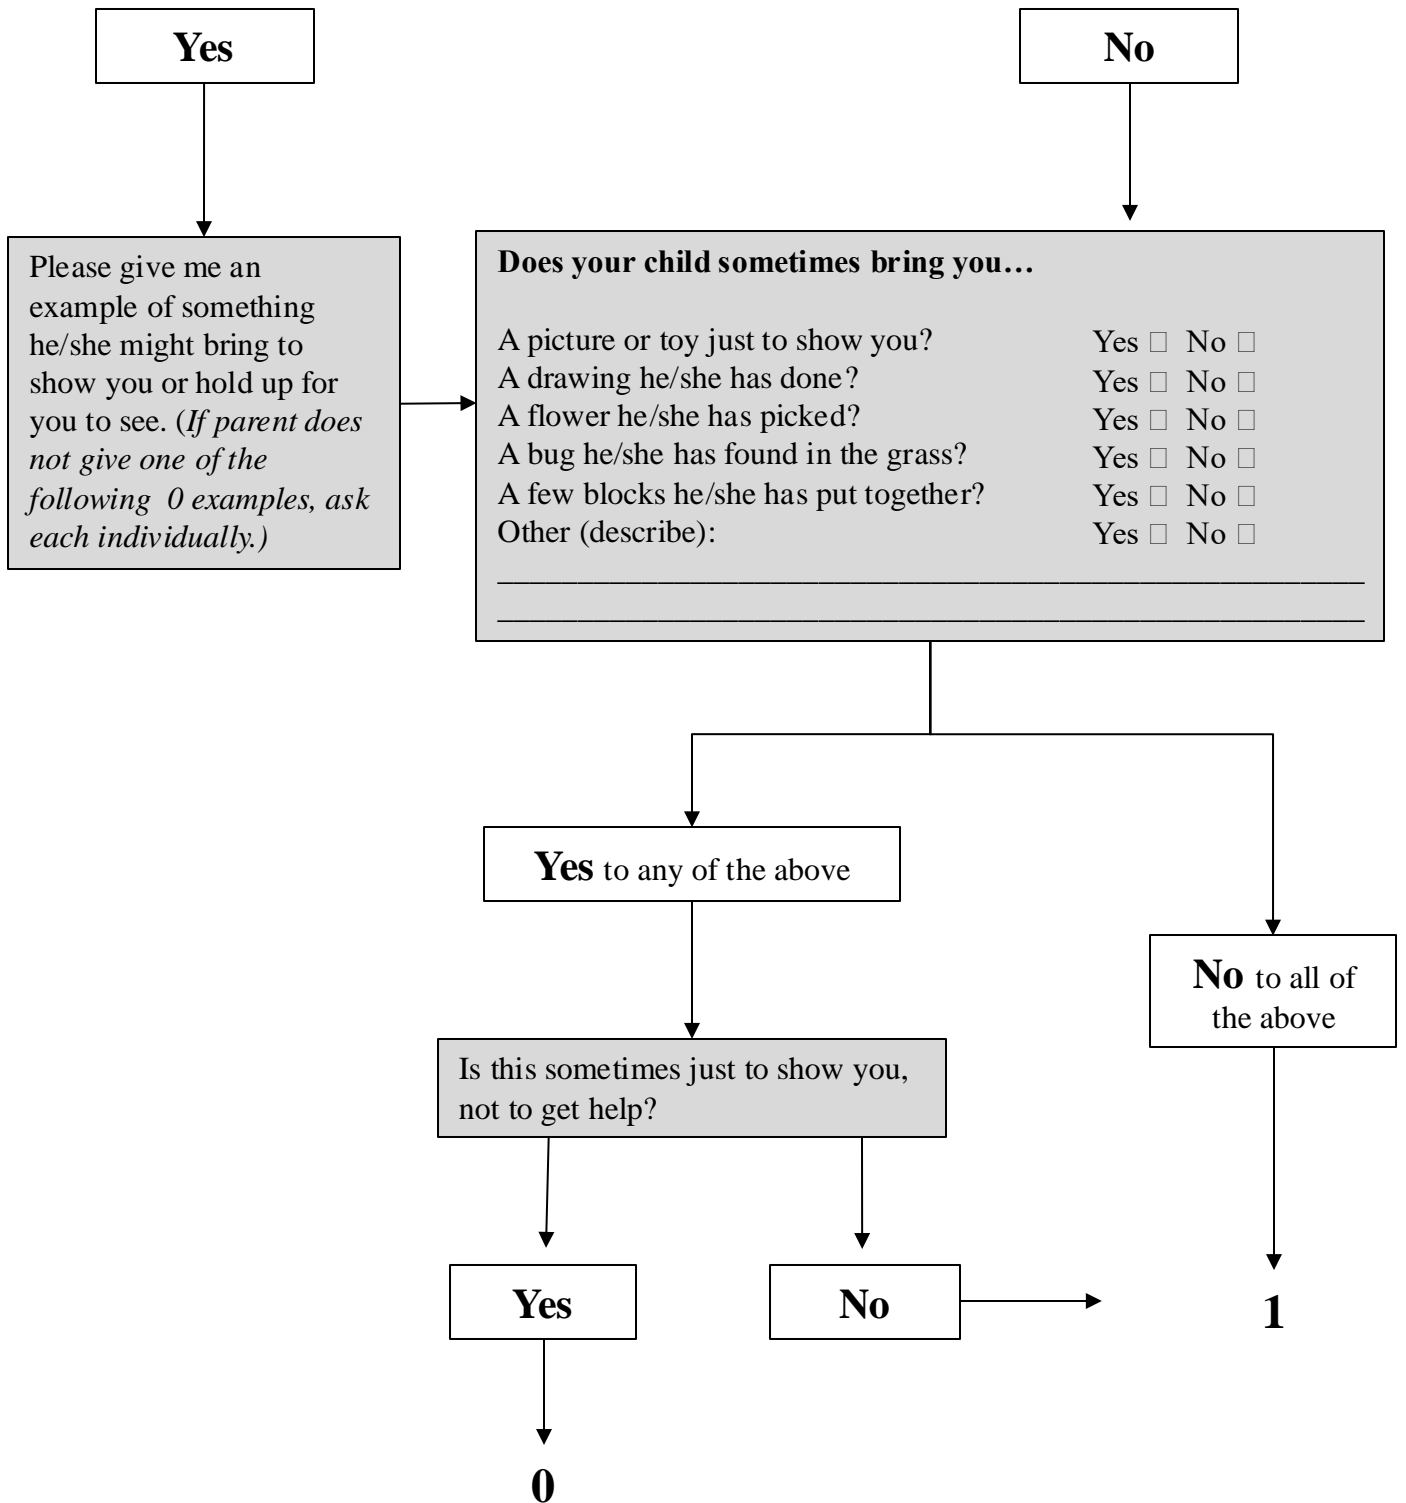 Yes
No
Please give me an
example of something
he/she might bring to
show you or hold up for
you to see. (If parent does
not give one of the
following  0 examples, ask
each individually.)
Does your child sometimes bring you…
A picture or toy just to show you? Yes □ No □
A drawing he/she has done? Yes □ No □
A flower he/she has picked? Yes □ No □
A bug he/she has found in the grass? Yes □ No □
A few blocks he/she has put together? Yes □ No □
Other (describe): Yes □ No □
Yes to any of the above
No to all of
the above
Is this sometimes just to show you,
not to get help?
Yes
No
1
0